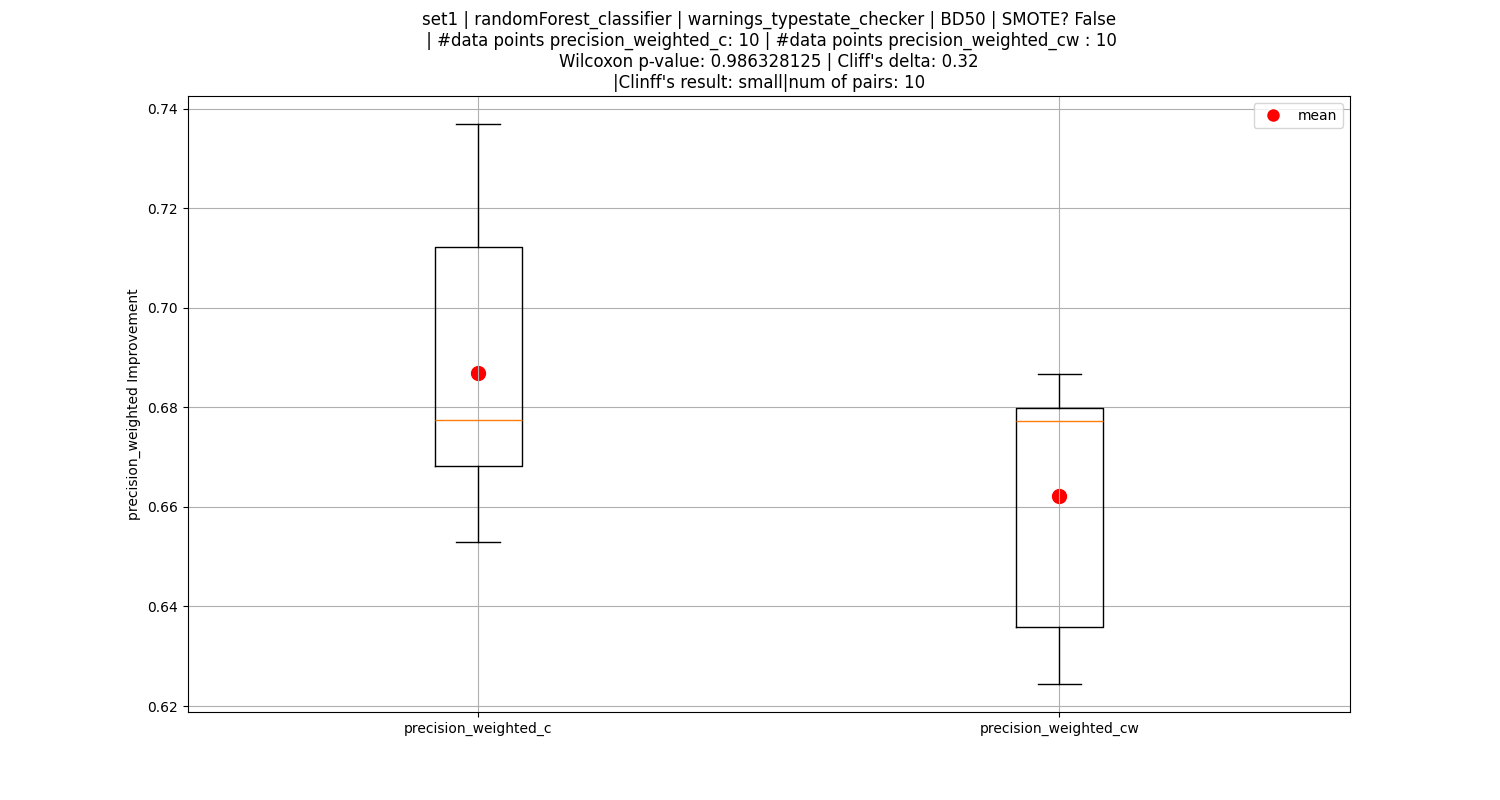 set1 | randomForest_classifier | warnings_typestate_checker | BD50 | SMOTE? False
| #data points precision_weighted_c: 10 | #data points precision_weighted_cw : 10
Wilcoxon p-value: 0.986328125 | Cliff's delta: 0.32
|Clinff's result: small|num of pairs: 10
mean
precision_weighted Improvement
0.74
0.72
0.70
0.68
0.66
0.64
0.62
precision_weighted_c
precision_weighted_cw